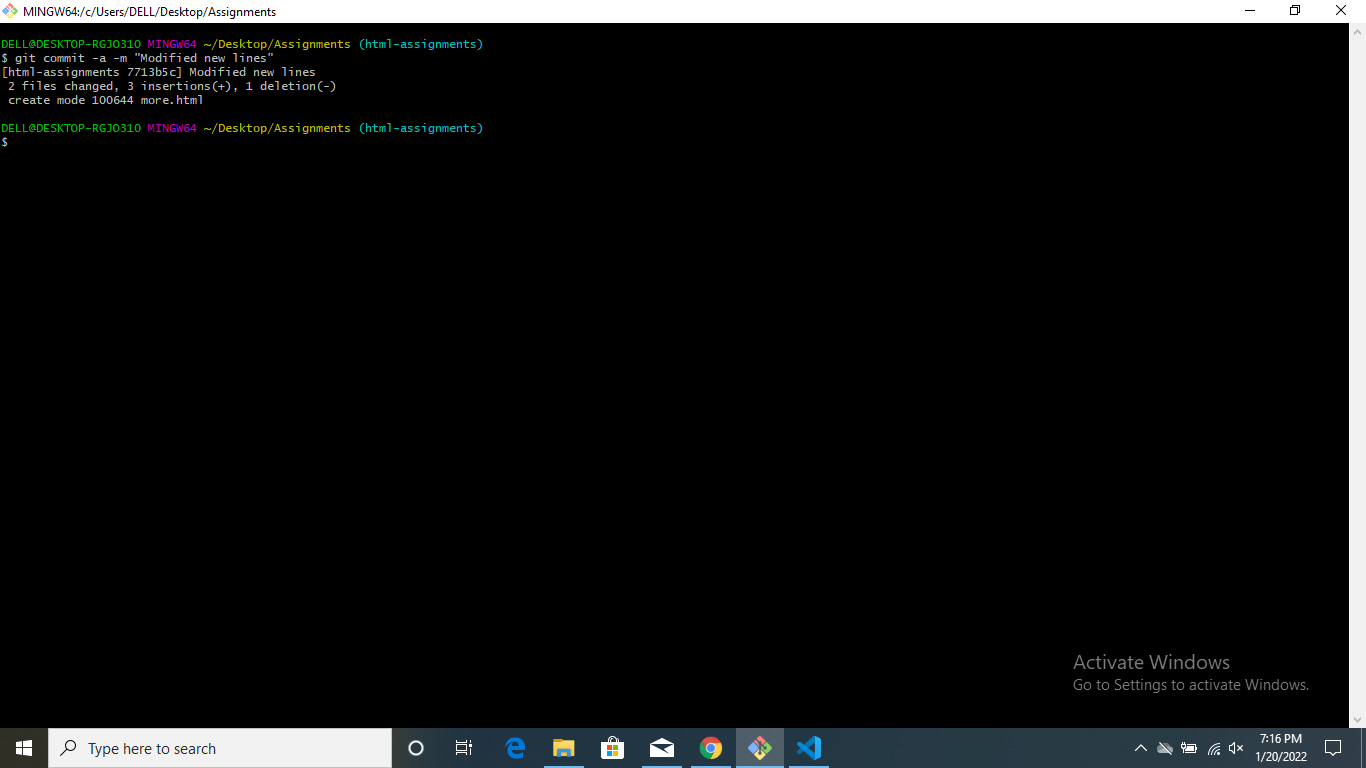 MINGW64:/c/Users/DELL/Desktop/Assignments
DELL@DESKTOP-RGJO31O MINGW64 ~/Desktop/Assignments (html-assignments)
$ git commit -a -m "Modified new lines"
[html-assignments 7713b5c] Modified new lines
 2 files changed, 3 insertions(+), 1 deletion(-)
 create mode 100644 more.html
DELL@DESKTOP-RGJO31O MINGW64 ~/Desktop/Assignments (html-assignments)
$
Activate Windows
Go to Settings to activate Windows.
Type here to search
7:16 PM
1/20/2022